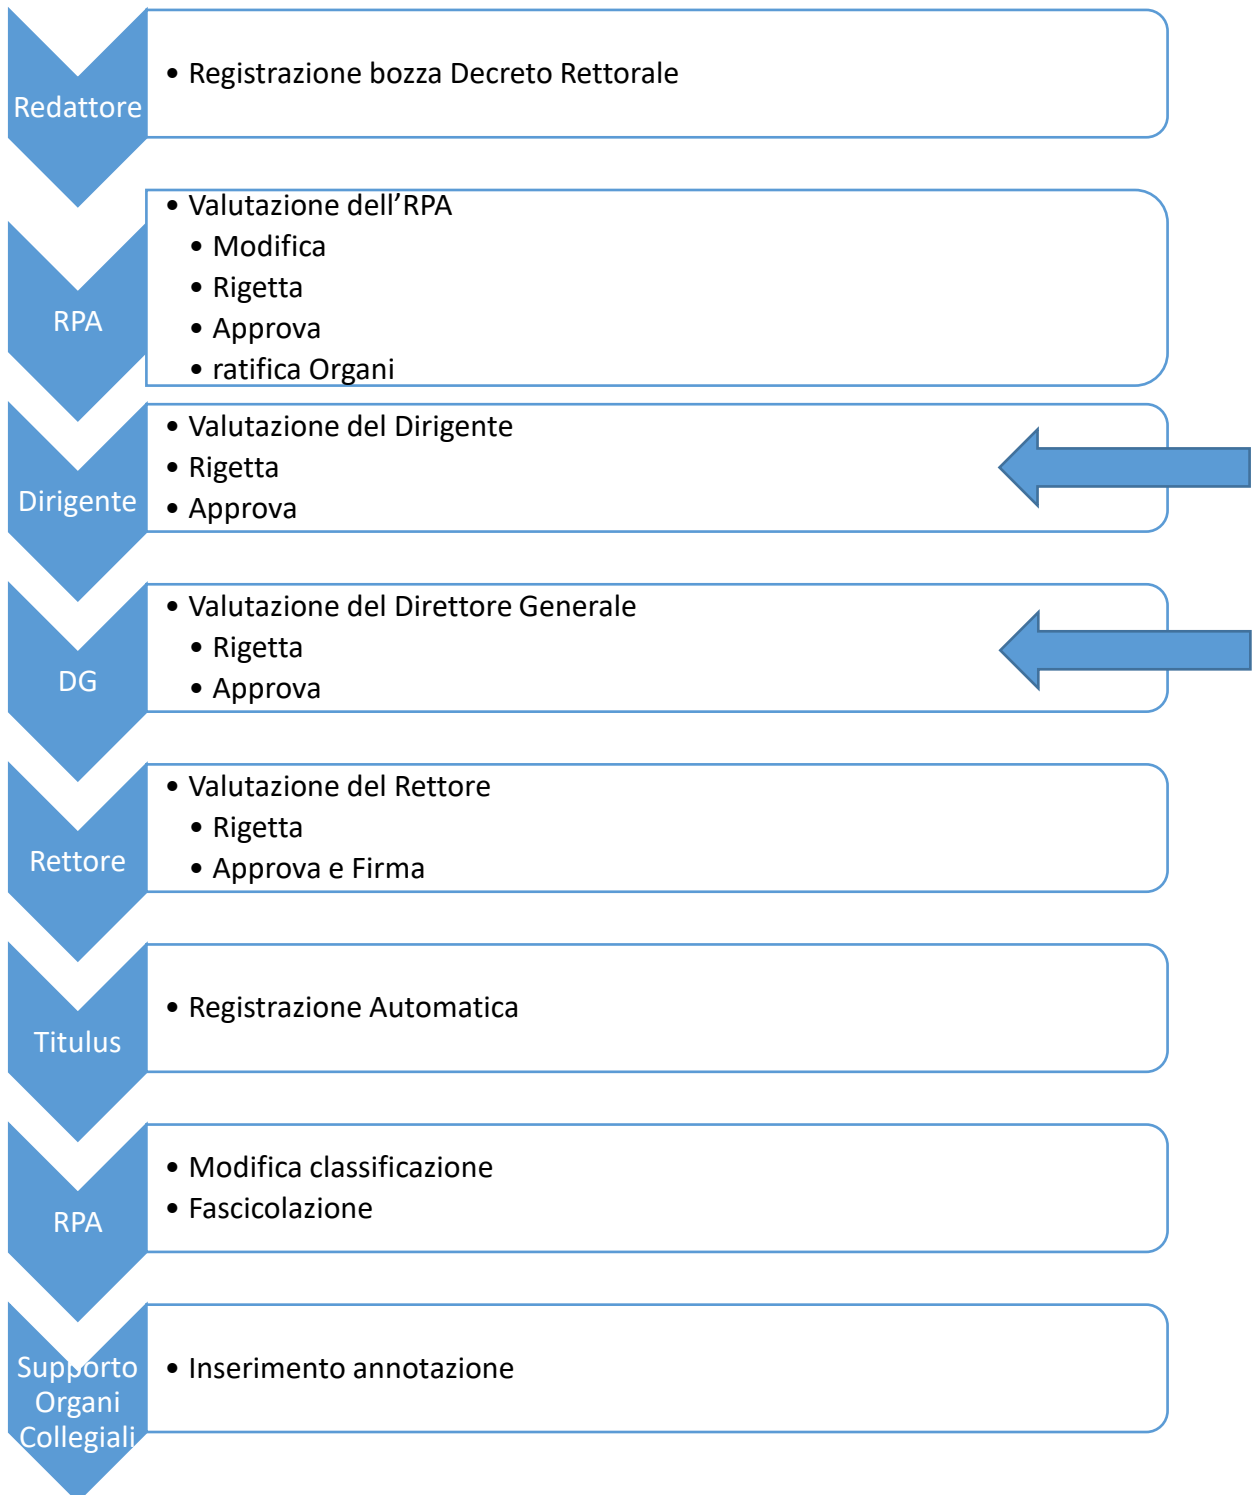 Redattore
• Registrazione bozza Decreto Rettorale
RPA
• Valutazione dell’RPA
• Modifica
• Rigetta
• Approva
• ratifica Organi
Dirigente
• Valutazione del Dirigente
• Rigetta
• Approva
DG
• Valutazione del Direttore Generale
• Rigetta
• Approva
Rettore
• Valutazione del Rettore
• Rigetta
• Approva e Firma
Titulus
• Registrazione Automatica
RPA
• Modifica classificazione
• Fascicolazione
Supporto
Organi
Collegiali
• Inserimento annotazione